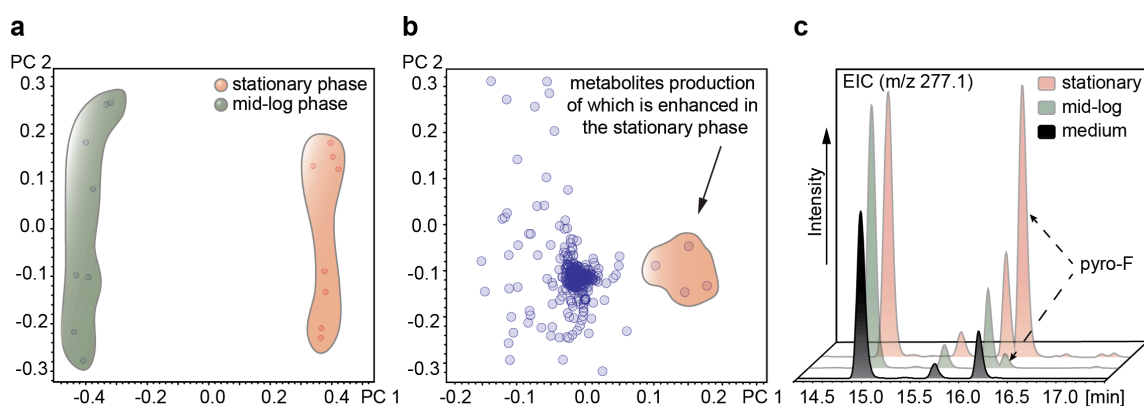 a
PC 2
0.3
0.2
0.1
0.0
-0.1
-0.2
-0.3
stationary phase
mid-log phase
-0.4 -0.2 0.0 0.2 0.4 PC 1
b
PC 2
0.3
0.2
0.1
0.0
-0.1
-0.2
-0.3
metabolites production
of which is enhanced in
the stationary phase
-0.2 -0.1 0.0 0.1 0.2 PC 1
c
EIC (m/z 277.1)
stationary
mid-log
medium
Intensity
pyro-F
14.5 15.0 15.5 16.0 16.5 17.0 [min]